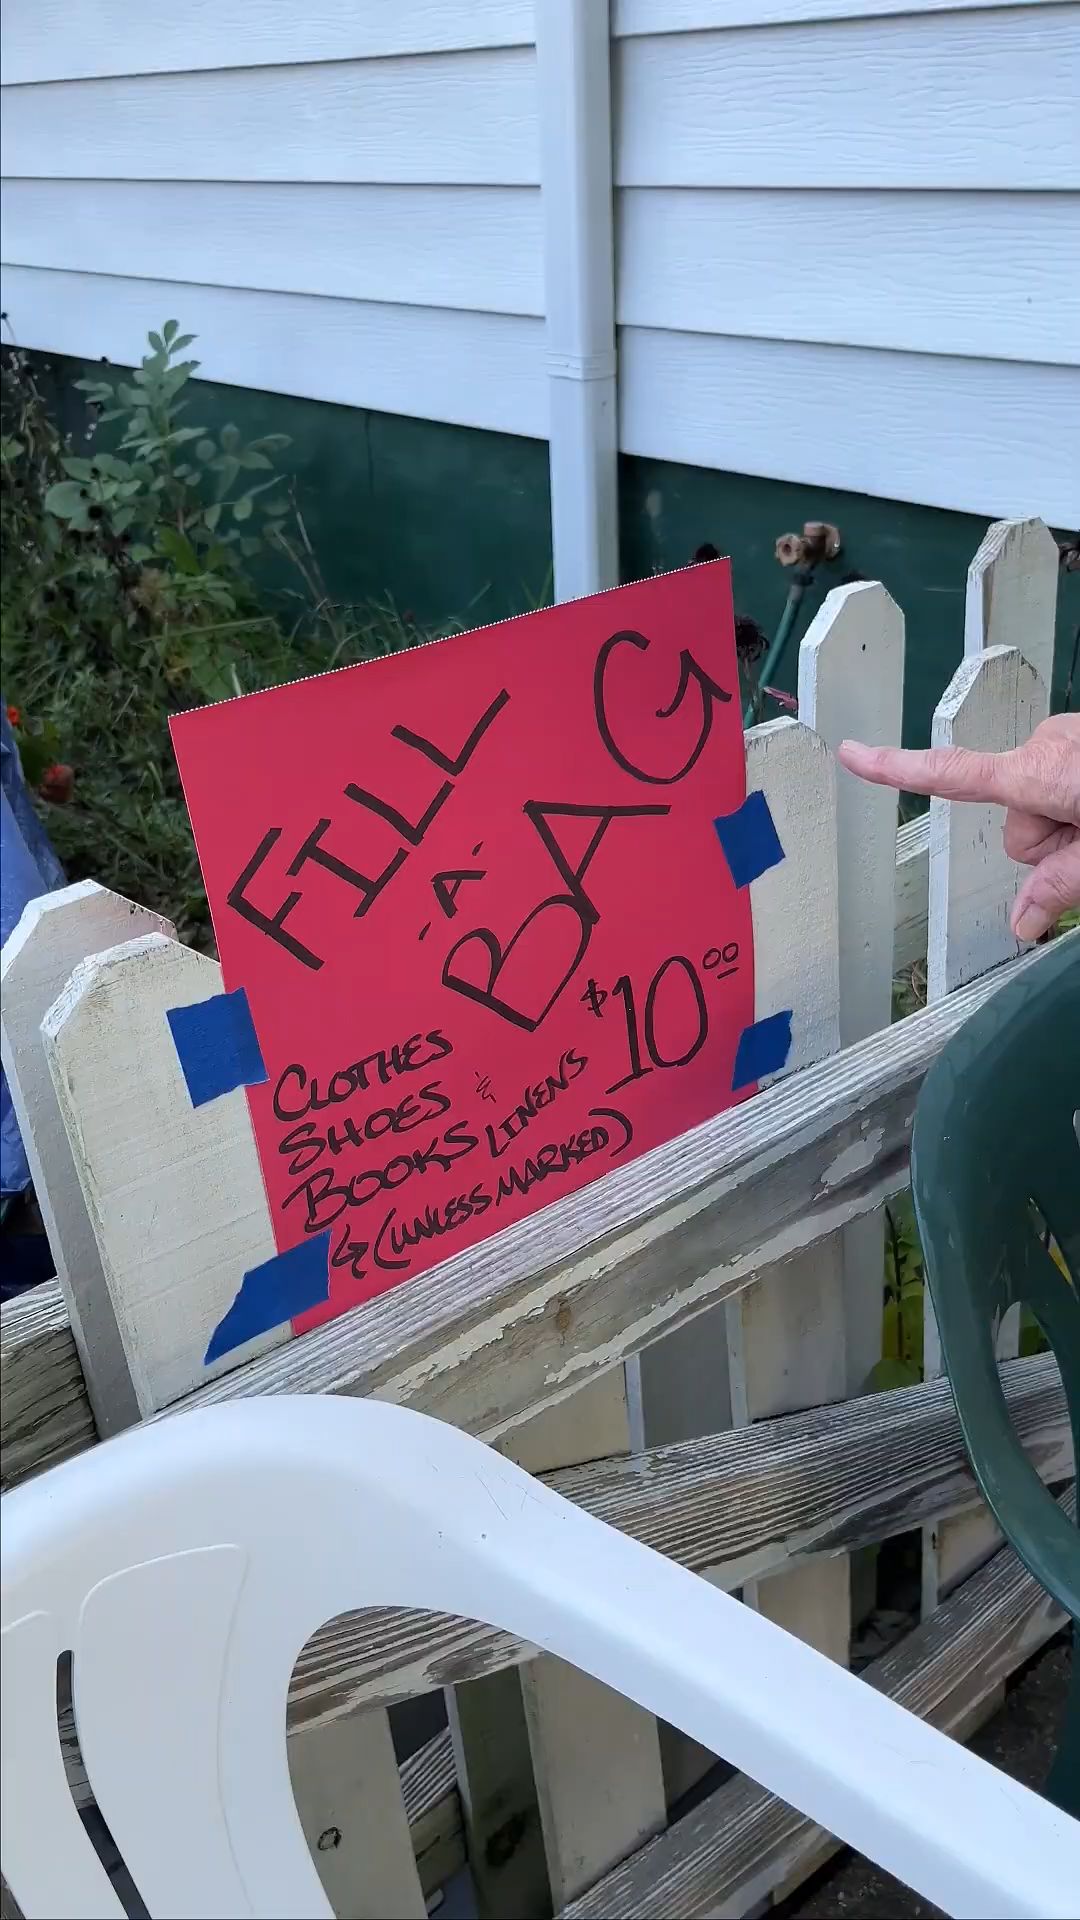 FILL
"A"
BAG
$10.00
CLOTHES
SHOES &
BOOKS LINENS
↳ (UNLESS MARKED)